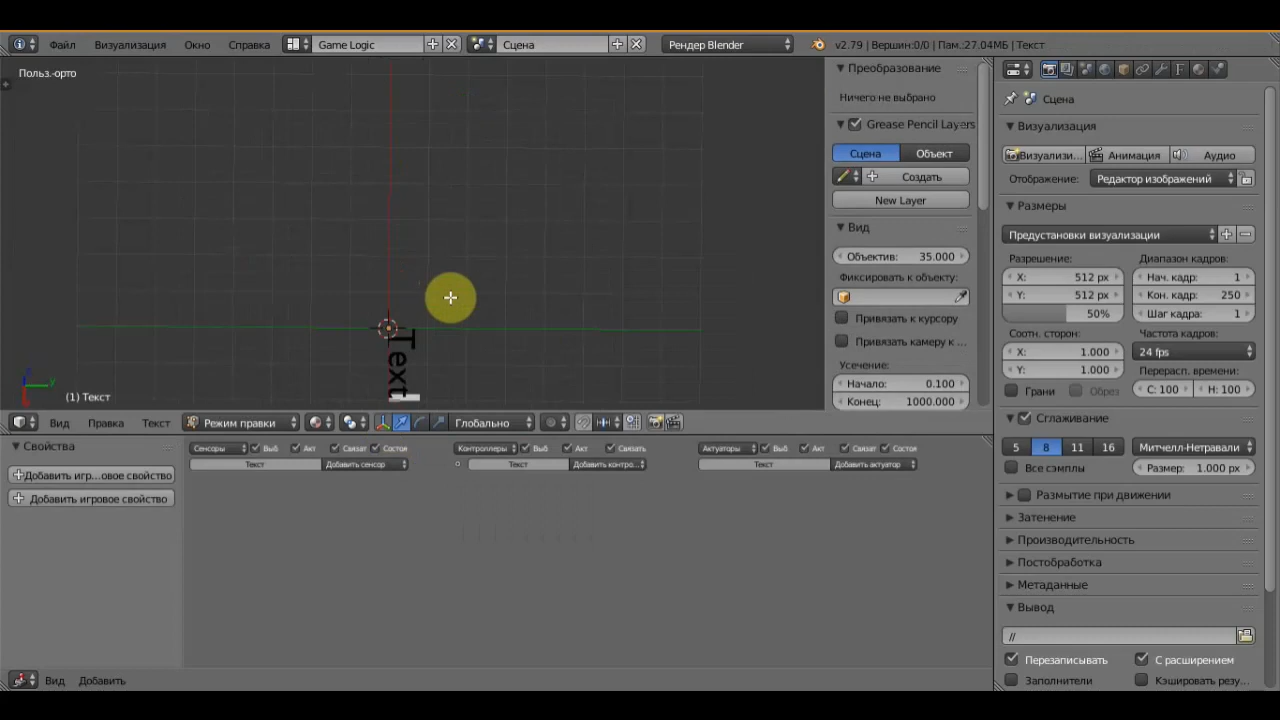 Файл Визуализация Окно Справка Game Logic Сцена Рендер Blender v2.79 | Вершин:0/0 | Пам.:27.04МБ | Текст
Польз.-орто
Text
z
y
(1) Текст
Преобразование
Ничего не выбрано
Grease Pencil Layers
Сцена Объект
Создать
New Layer
Вид
Объектив: 35.000
Фиксировать к объекту:
Привязать к курсору
Привязать камеру к ...
Усечение:
Начало: 0.100
Конец: 1000.000
Вид Правка Текст Режим правки Глобально
Свойства
Добавить игр...овое свойство
Добавить игровое свойство
Сенсоры Выб Акт Связат Состоя
Текст Добавить сенсор
Контроллеры Выб Акт Связать
Текст Добавить контро...
Актуаторы Выб Акт Связат Состоя
Текст Добавить актуатор
Вид Добавить
Сцена
Визуализация
Визуализи... Анимация Аудио
Отображение: Редактор изображений
Размеры
Предустановки визуализации
Разрешение: Диапазон кадров:
X: 512 px Нач. кадр: 1
Y: 512 px Кон. кадр: 250
50% Шаг кадра: 1
Соотн. сторон: Частота кадров:
X: 1.000 24 fps
Y: 1.000 Перерасп. времени:
Грани Обрез С: 100 Н: 100
Сглаживание
5 8 11 16 Митчелл-Нетравали
Все сэмплы Размер: 1.000 px
Размытие при движении
Затенение
Производительность
Постобработка
Метаданные
Вывод
//
Перезаписывать С расширением
Заполнители Кэшировать резу...